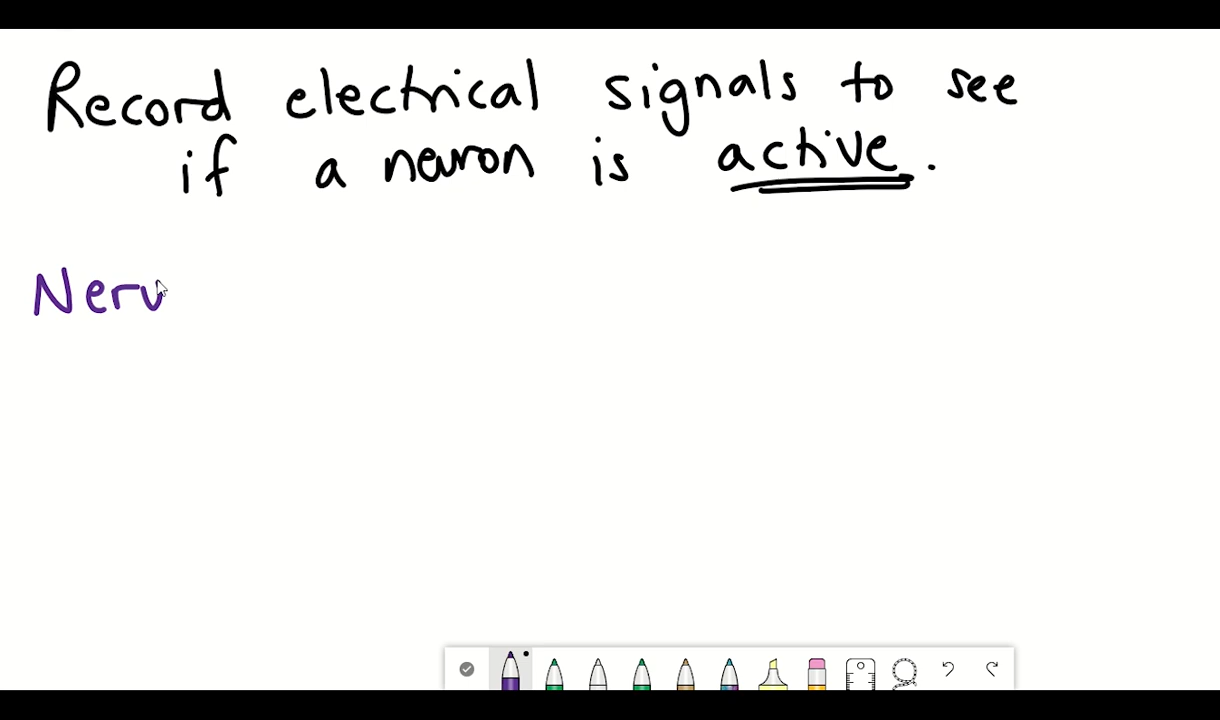 Record electrical signals to see
if a neuron is active.
Nerv